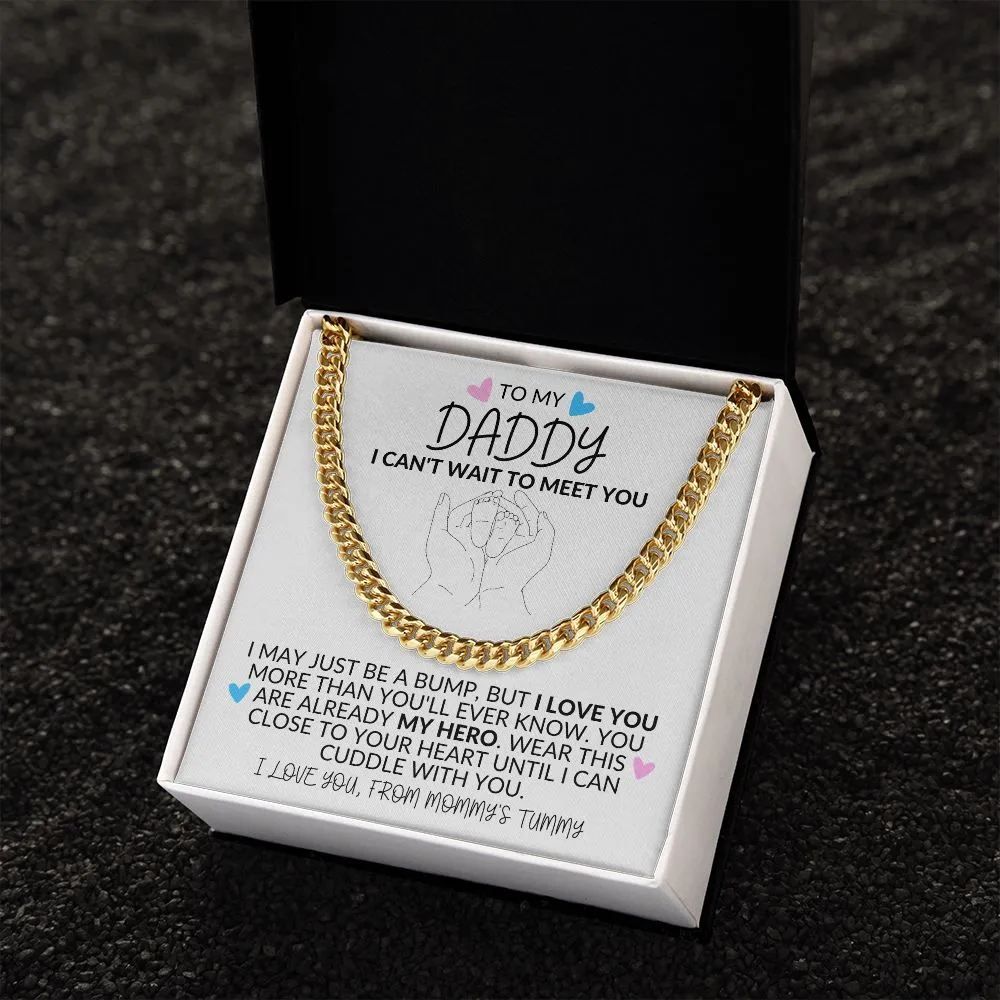 TO MY
DADDY
I CAN'T WAIT TO MEET YOU
I MAY JUST BE A BUMP, BUT I LOVE YOU
MORE THAN YOU'LL EVER KNOW. YOU
ARE ALREADY MY HERO. WEAR THIS
CLOSE TO YOUR HEART UNTIL I CAN
CUDDLE WITH YOU.
I LOVE YOU, FROM MOMMY'S TUMMY